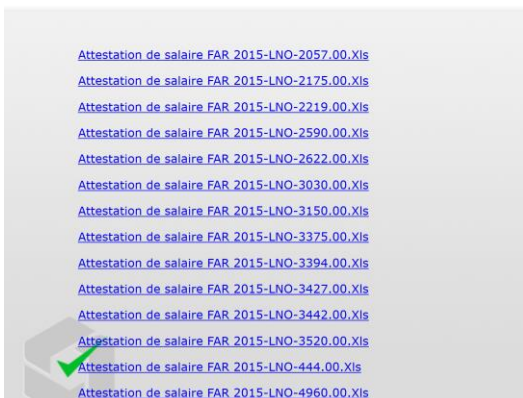 Attestation de salaire FAR 2015-LNO-2057.00.Xls
Attestation de salaire FAR 2015-LNO-2175.00.Xls
Attestation de salaire FAR 2015-LNO-2219.00.Xls
Attestation de salaire FAR 2015-LNO-2590.00.Xls
Attestation de salaire FAR 2015-LNO-2622.00.Xls
Attestation de salaire FAR 2015-LNO-3030.00.Xls
Attestation de salaire FAR 2015-LNO-3150.00.Xls
Attestation de salaire FAR 2015-LNO-3375.00.Xls
Attestation de salaire FAR 2015-LNO-3394.00.Xls
Attestation de salaire FAR 2015-LNO-3427.00.Xls
Attestation de salaire FAR 2015-LNO-3442.00.Xls
Attestation de salaire FAR 2015-LNO-3520.00.Xls
Attestation de salaire FAR 2015-LNO-444.00.Xls
Attestation de salaire FAR 2015-LNO-4960.00.Xls